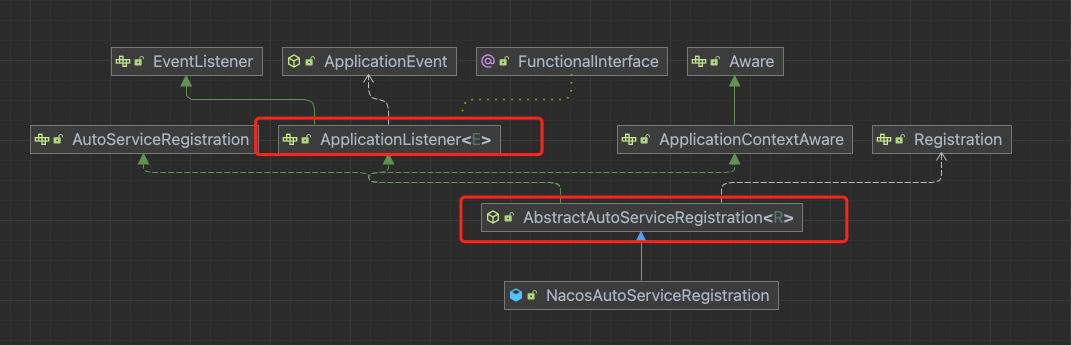 EventListener
ApplicationEvent
@ FunctionalInterface
Aware
AutoServiceRegistration
ApplicationListener<E>
ApplicationContextAware
Registration
AbstractAutoServiceRegistration<R>
NacosAutoServiceRegistration